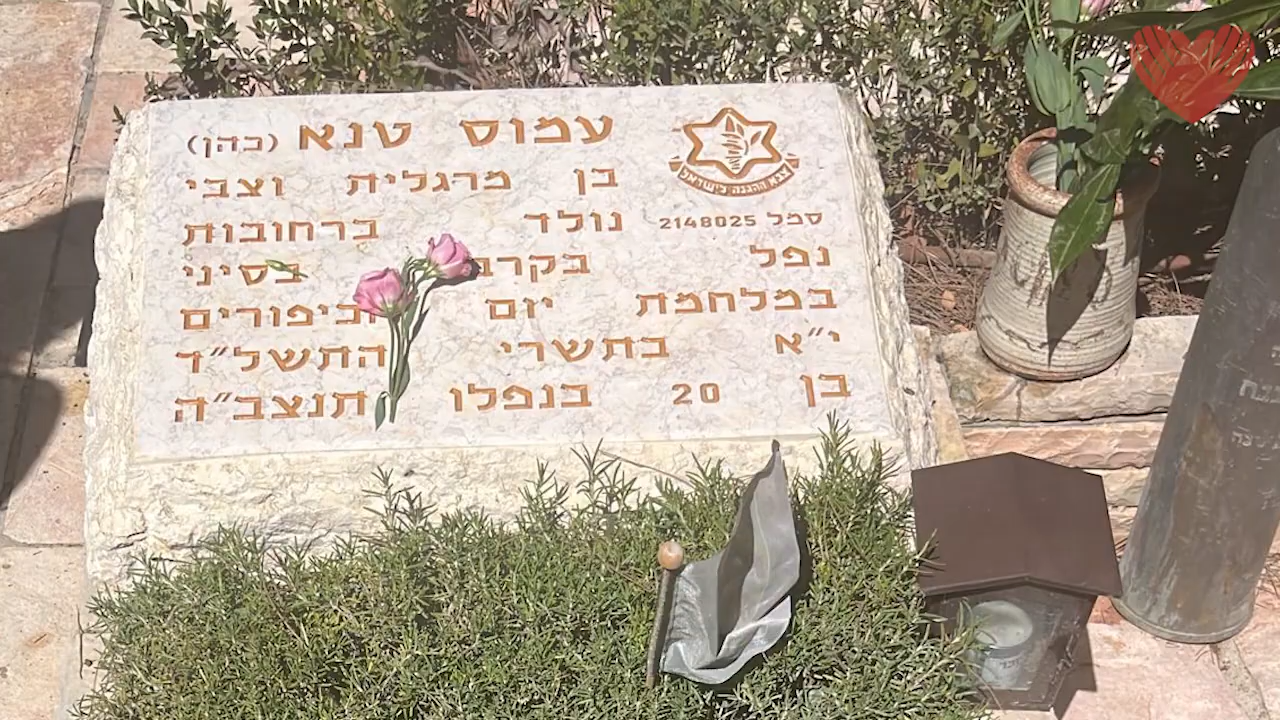 עמוס טנא (כהן)
צבא ההגנה לישראל
בן מרגלית וצבי
סמל 2148025 נולד ברחובות
נפל בקרב בסיני
במלחמת יום הכיפורים
י״א בתשרי התשל״ד
בן 20 בנפלו תנצב״ה